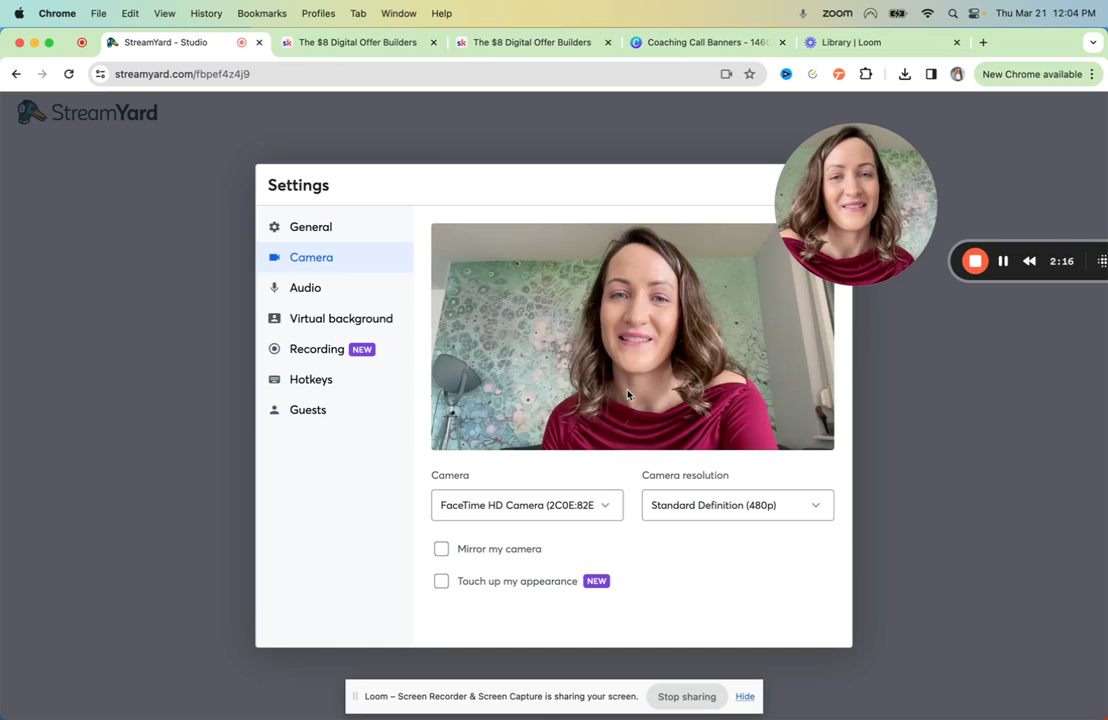 Chrome File Edit View History Bookmarks Profiles Tab Window Help zoom Thu Mar 21 12:04 PM
StreamYard - Studio The $8 Digital Offer Builders The $8 Digital Offer Builders Coaching Call Banners - 146 Library | Loom
streamyard.com/fbpef4z4j9 New Chrome available
StreamYard
Settings
General
Camera
Audio
Virtual background
Recording NEW
Hotkeys
Guests
2:16
Camera Camera resolution
FaceTime HD Camera (2C0E:82E Standard Definition (480p)
Mirror my camera
Touch up my appearance NEW
Loom – Screen Recorder & Screen Capture is sharing your screen. Stop sharing Hide